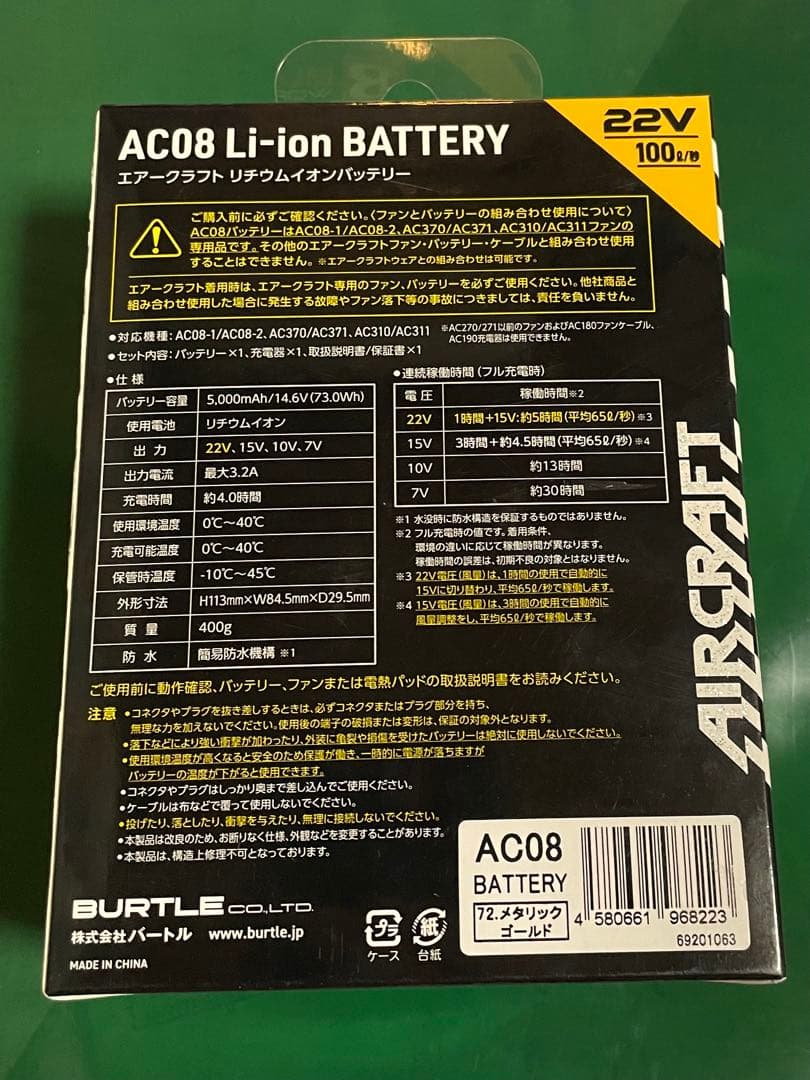 AC08 Li-ion BATTERY
エアークラフト リチウムイオンバッテリー
22V
100ℓ/秒
ご購入前に必ずご確認ください。〈ファンとバッテリーの組み合わせ使用について〉
AC08バッテリーはAC08-1/AC08-2、AC370/AC371、AC310/AC311ファンの
専用品です。その他のエアークラフトファン・バッテリー・ケーブルと組み合わせ使用
することはできません。※エアークラフトウェアとの組み合わせは可能です。
エアークラフト着用時は、エアークラフト専用のファン、バッテリーを必ずご使用ください。他社商品と
組み合わせ使用した場合に発生する故障やファン落下等の事故につきましては、責任を負いません。
●対応機種：AC08-1/AC08-2、AC370/AC371、AC310/AC311
※AC270/271以前のファンおよびAC180ファンケーブル、
AC190充電器は使用できません。
●セット内容：バッテリー×1、充電器×1、取扱説明書/保証書×1
●仕様
バッテリー容量 5,000mAh/14.6V(73.0Wh)
使用電池 リチウムイオン
出力 22V、15V、10V、7V
出力電流 最大3.2A
充電時間 約4.0時間
使用環境温度 0℃～40℃
充電可能温度 0℃～40℃
保管時温度 -10℃～45℃
外形寸法 H113mm×W84.5mm×D29.5mm
質量 400g
防水 簡易防水機構 ※1
●連続稼働時間（フル充電時）
電圧 稼働時間※2
22V 1時間＋15V:約5時間(平均65ℓ/秒)※3
15V 3時間＋約4.5時間(平均65ℓ/秒)※4
10V 約13時間
7V 約30時間
※1 水没時に防水構造を保証するものではありません。
※2 フル充電時の値です。着用条件、
環境の違いに応じて稼働時間が異なります。
稼働時間の誤差は、初期不良の対象とはなりません。
※3 22V電圧(風量)は、1時間の使用で自動的に
15Vに切り替わり、平均65ℓ/秒で稼働します。
※4 15V電圧(風量)は、3時間の使用で自動的に
風量調整をし、平均65ℓ/秒で稼働します。
AIRCRAFT
ご使用前に動作確認、バッテリー、ファンまたは電熱パッドの取扱説明書をお読みください。
注意 ●コネクタやプラグを抜き差しするときは、必ずコネクタまたはプラグ部分を持ち、
無理な力を加えないでください。使用後の端子の破損または変形は、保証の対象外となります。
●落下などにより強い衝撃が加わったり、外装に亀裂や損傷を受けたバッテリーは絶対に使用しないでください。
●使用環境温度が高くなると安全のため保護が働き、一時的に電源が落ちますが
バッテリーの温度が下がると使用できます。
●コネクタやプラグはしっかり奥まで差し込んでご使用ください。
●ケーブルは布などで覆って使用しないでください。
●投げたり、落としたり、衝撃を与えたり、無理に接続しないでください。
●本製品は改良のため、お断りなく仕様、外観などを変更することがあります。
●本製品は、構造上修理不可となっております。
BURTLE CO.,LTD.
株式会社バートル www.burtle.jp
MADE IN CHINA
プラ
ケース
紙
台紙
AC08
BATTERY
72.メタリック
ゴールド
4 580661 968223
69201063